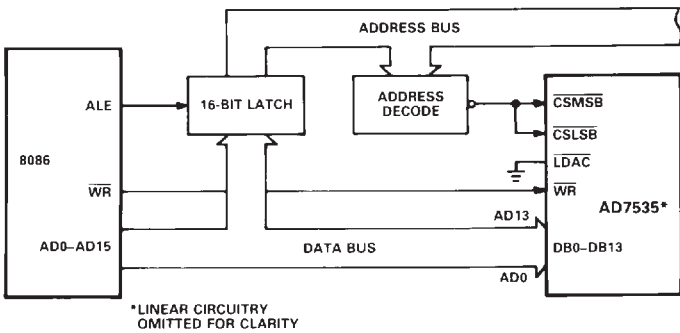 ADDRESS BUS
ALE
16-BIT LATCH
ADDRESS
DECODE
CSMSB
CSLSB
8086
LDAC
WR
WR
AD7535*
AD13
AD0–AD15
DATA BUS
DB0–DB13
AD0
*LINEAR CIRCUITRY
OMITTED FOR CLARITY